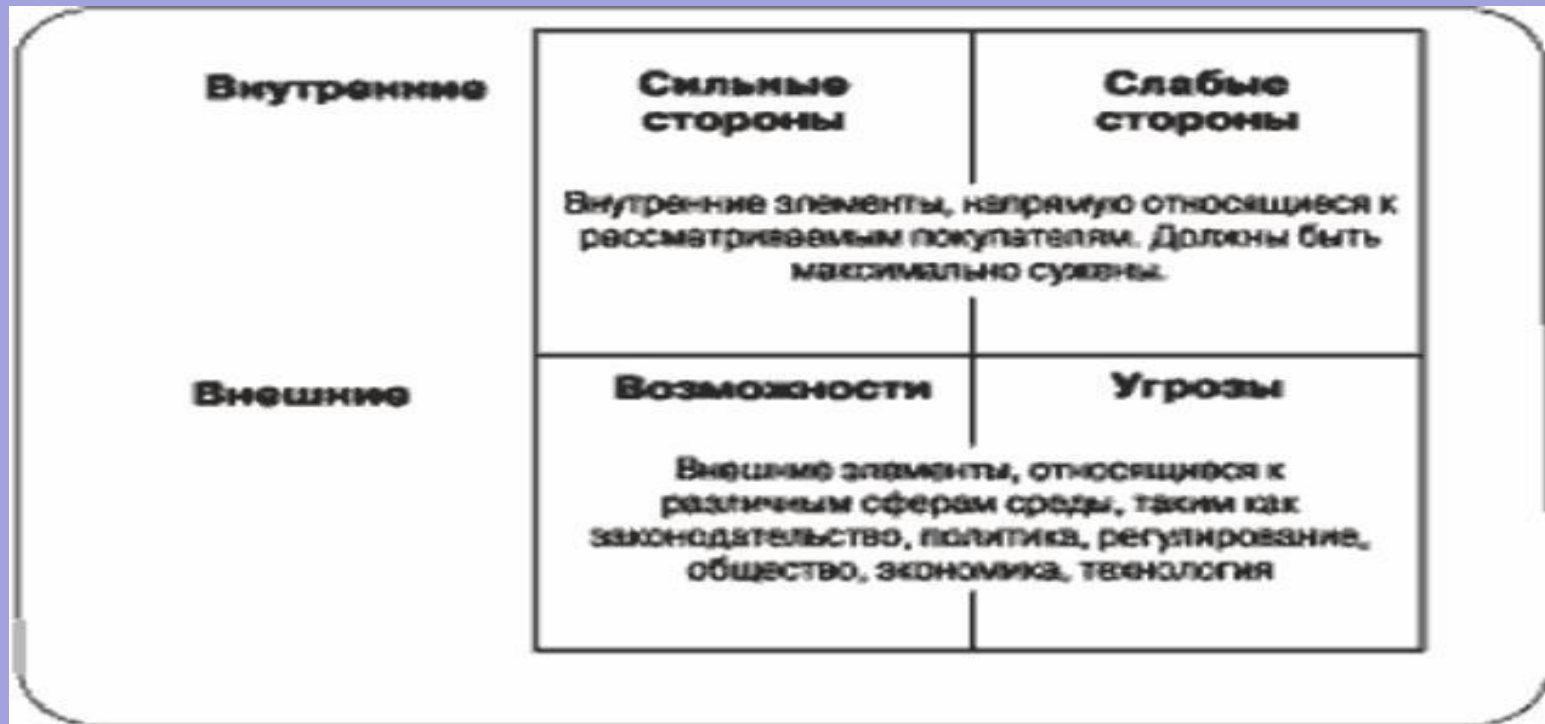 Внутренние
Сильные
стороны
Слабые
стороны
Внутренние элементы, напрямую относящиеся к
рассматриваемым покупателям. Должны быть
максимально сужены.
Внешние
Возможности
Угрозы
Внешние элементы, относящиеся к
различным сферам среды, таким как
законодательство, политика, регулирование,
общество, экономика, технология